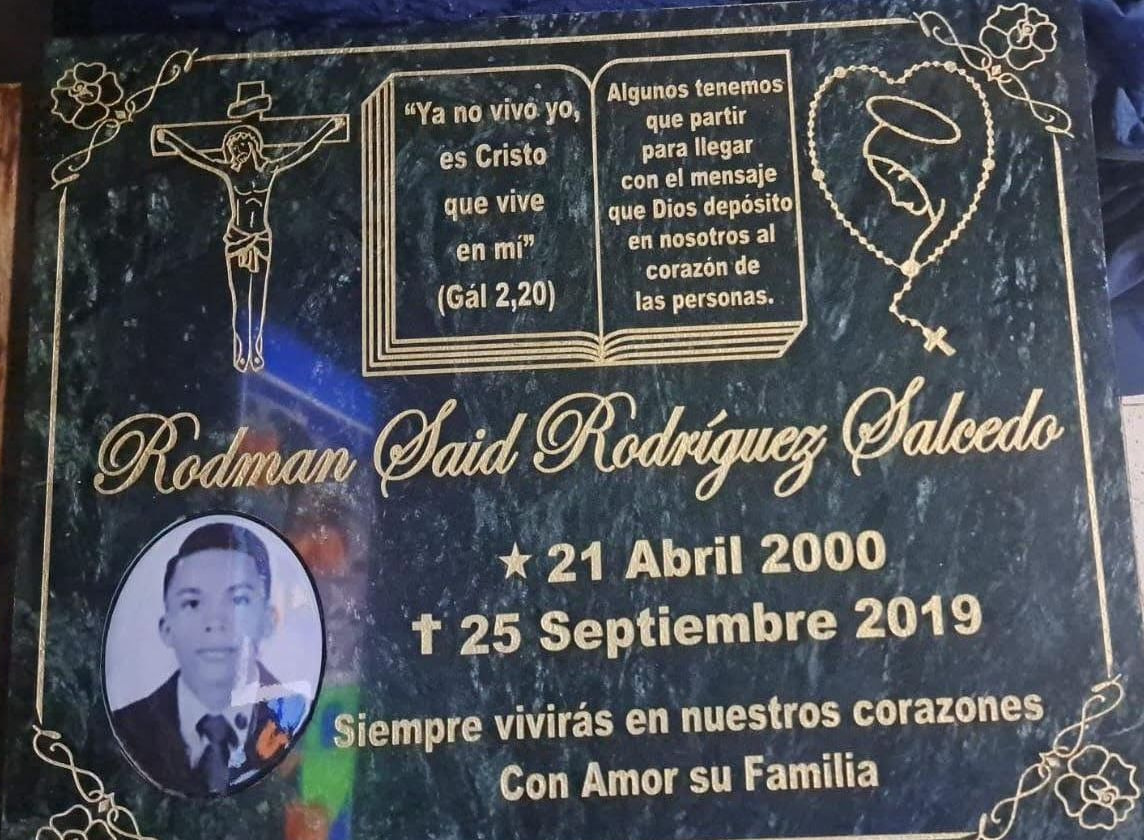 “Ya no vivo yo,
es Cristo
que vive
en mí”
(Gál 2,20)
Algunos tenemos
que partir
para llegar
con el mensaje
que Dios depósito
en nosotros al
corazón de
las personas.
Rodman Said Rodríguez Salcedo
★ 21 Abril 2000
✝ 25 Septiembre 2019
Siempre vivirás en nuestros corazones
Con Amor su Familia